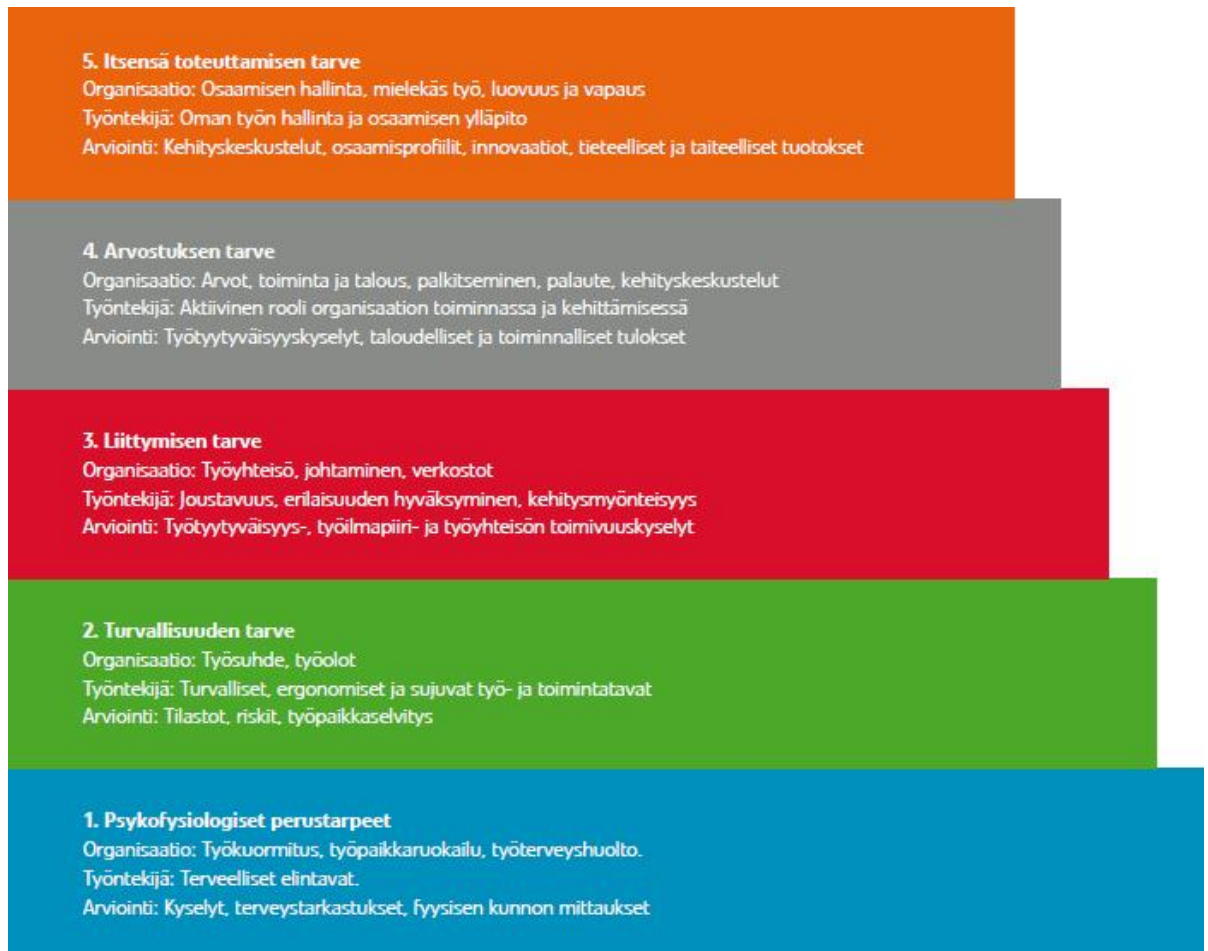 5. Itsensä toteuttamisen tarve
Organisaatio: Osaamisen hallinta, mielekäs työ, luovuus ja vapaus
Työntekijä: Oman työn hallinta ja osaamisen ylläpito
Arviointi: Kehityskeskustelut, osaamisprofiilit, innovaatiot, tieteelliset ja taiteelliset tuotokset
4. Arvostuksen tarve
Organisaatio: Arvot, toiminta ja talous, palkitseminen, palaute, kehityskeskustelut
Työntekijä: Aktiivinen rooli organisaation toiminnassa ja kehittämisessä
Arviointi: Työtyytyväisyyskyselyt, taloudelliset ja toiminnalliset tulokset
3. Liittymisen tarve
Organisaatio: Työyhteisö, johtaminen, verkostot
Työntekijä: Joustavuus, erilaisuuden hyväksyminen, kehitysmyönteisyys
Arviointi: Työtyytyväisyys-, työilmapiiri- ja työyhteisön toimivuuskyselyt
2. Turvallisuuden tarve
Organisaatio: Työsuhde, työolot
Työntekijä: Turvalliset, ergonomiset ja sujuvat työ- ja toimintatavat
Arviointi: Tilastot, riskit, työpaikkaselvitys
1. Psykofysiologiset perustarpeet
Organisaatio: Työkuormitus, työpaikkaruokailu, työterveyshuolto.
Työntekijä: Terveelliset elintavat.
Arviointi: Kyselyt, terveystarkastukset, fyysisen kunnon mittaukset